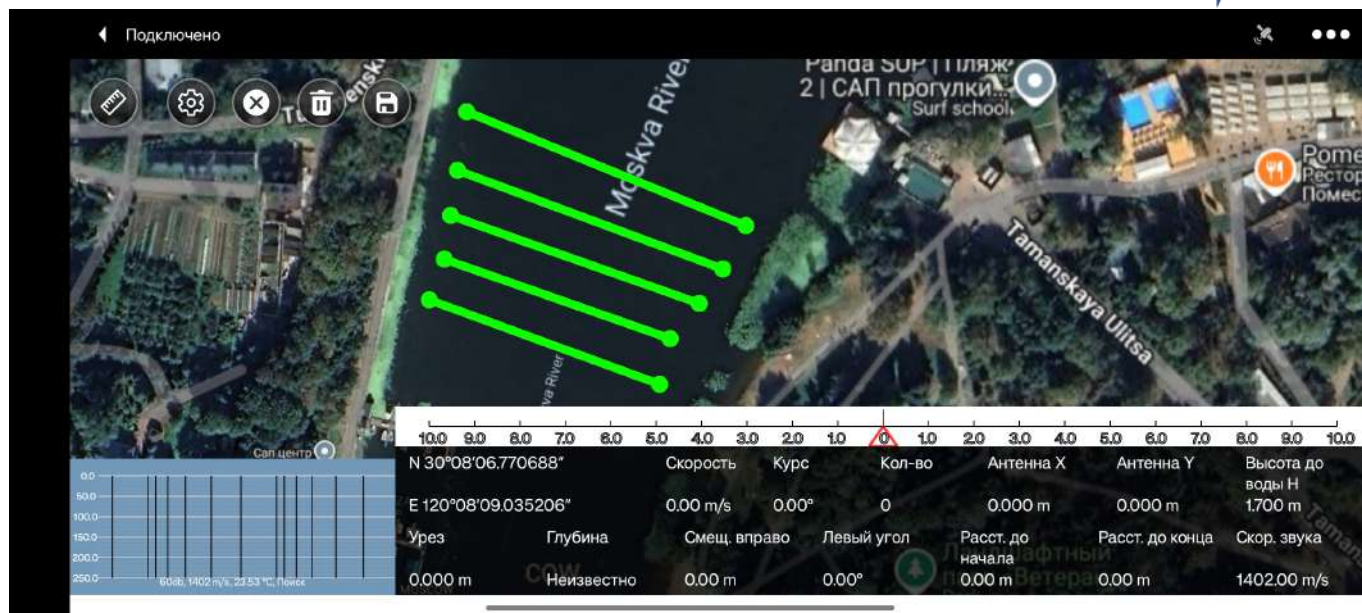 Подключено
Panda SUP | Пляж
2 | САП прогулки...
Surf school
Moskva River
Pome
Рестор
Помес
Tamanskaya Ulitsa
va River
Сап центр
10.0 9.0 8.0 7.0 6.0 5.0 4.0 3.0 2.0 1.0 0 1.0 2.0 3.0 4.0 5.0 6.0 7.0 8.0 9.0 10.0
N 30°08'06.770688" Скорость Курс Кол-во Антенна X Антенна Y Высота до воды H
E 120°08'09.035206" 0.00 m/s 0.00° 0 0.000 m 0.000 m 1.700 m
Урез Глубина Смещ. вправо Левый угол Расст. до начала Расст. до конца Скор. звука
0.000 m Неизвестно 0.00 m 0.00° 0.00 m 0.00 m 1402.00 m/s
0.0
50.0
100.0
150.0
200.0
250.0
60db, 1402 m/s, 23.53 °C, Поиск